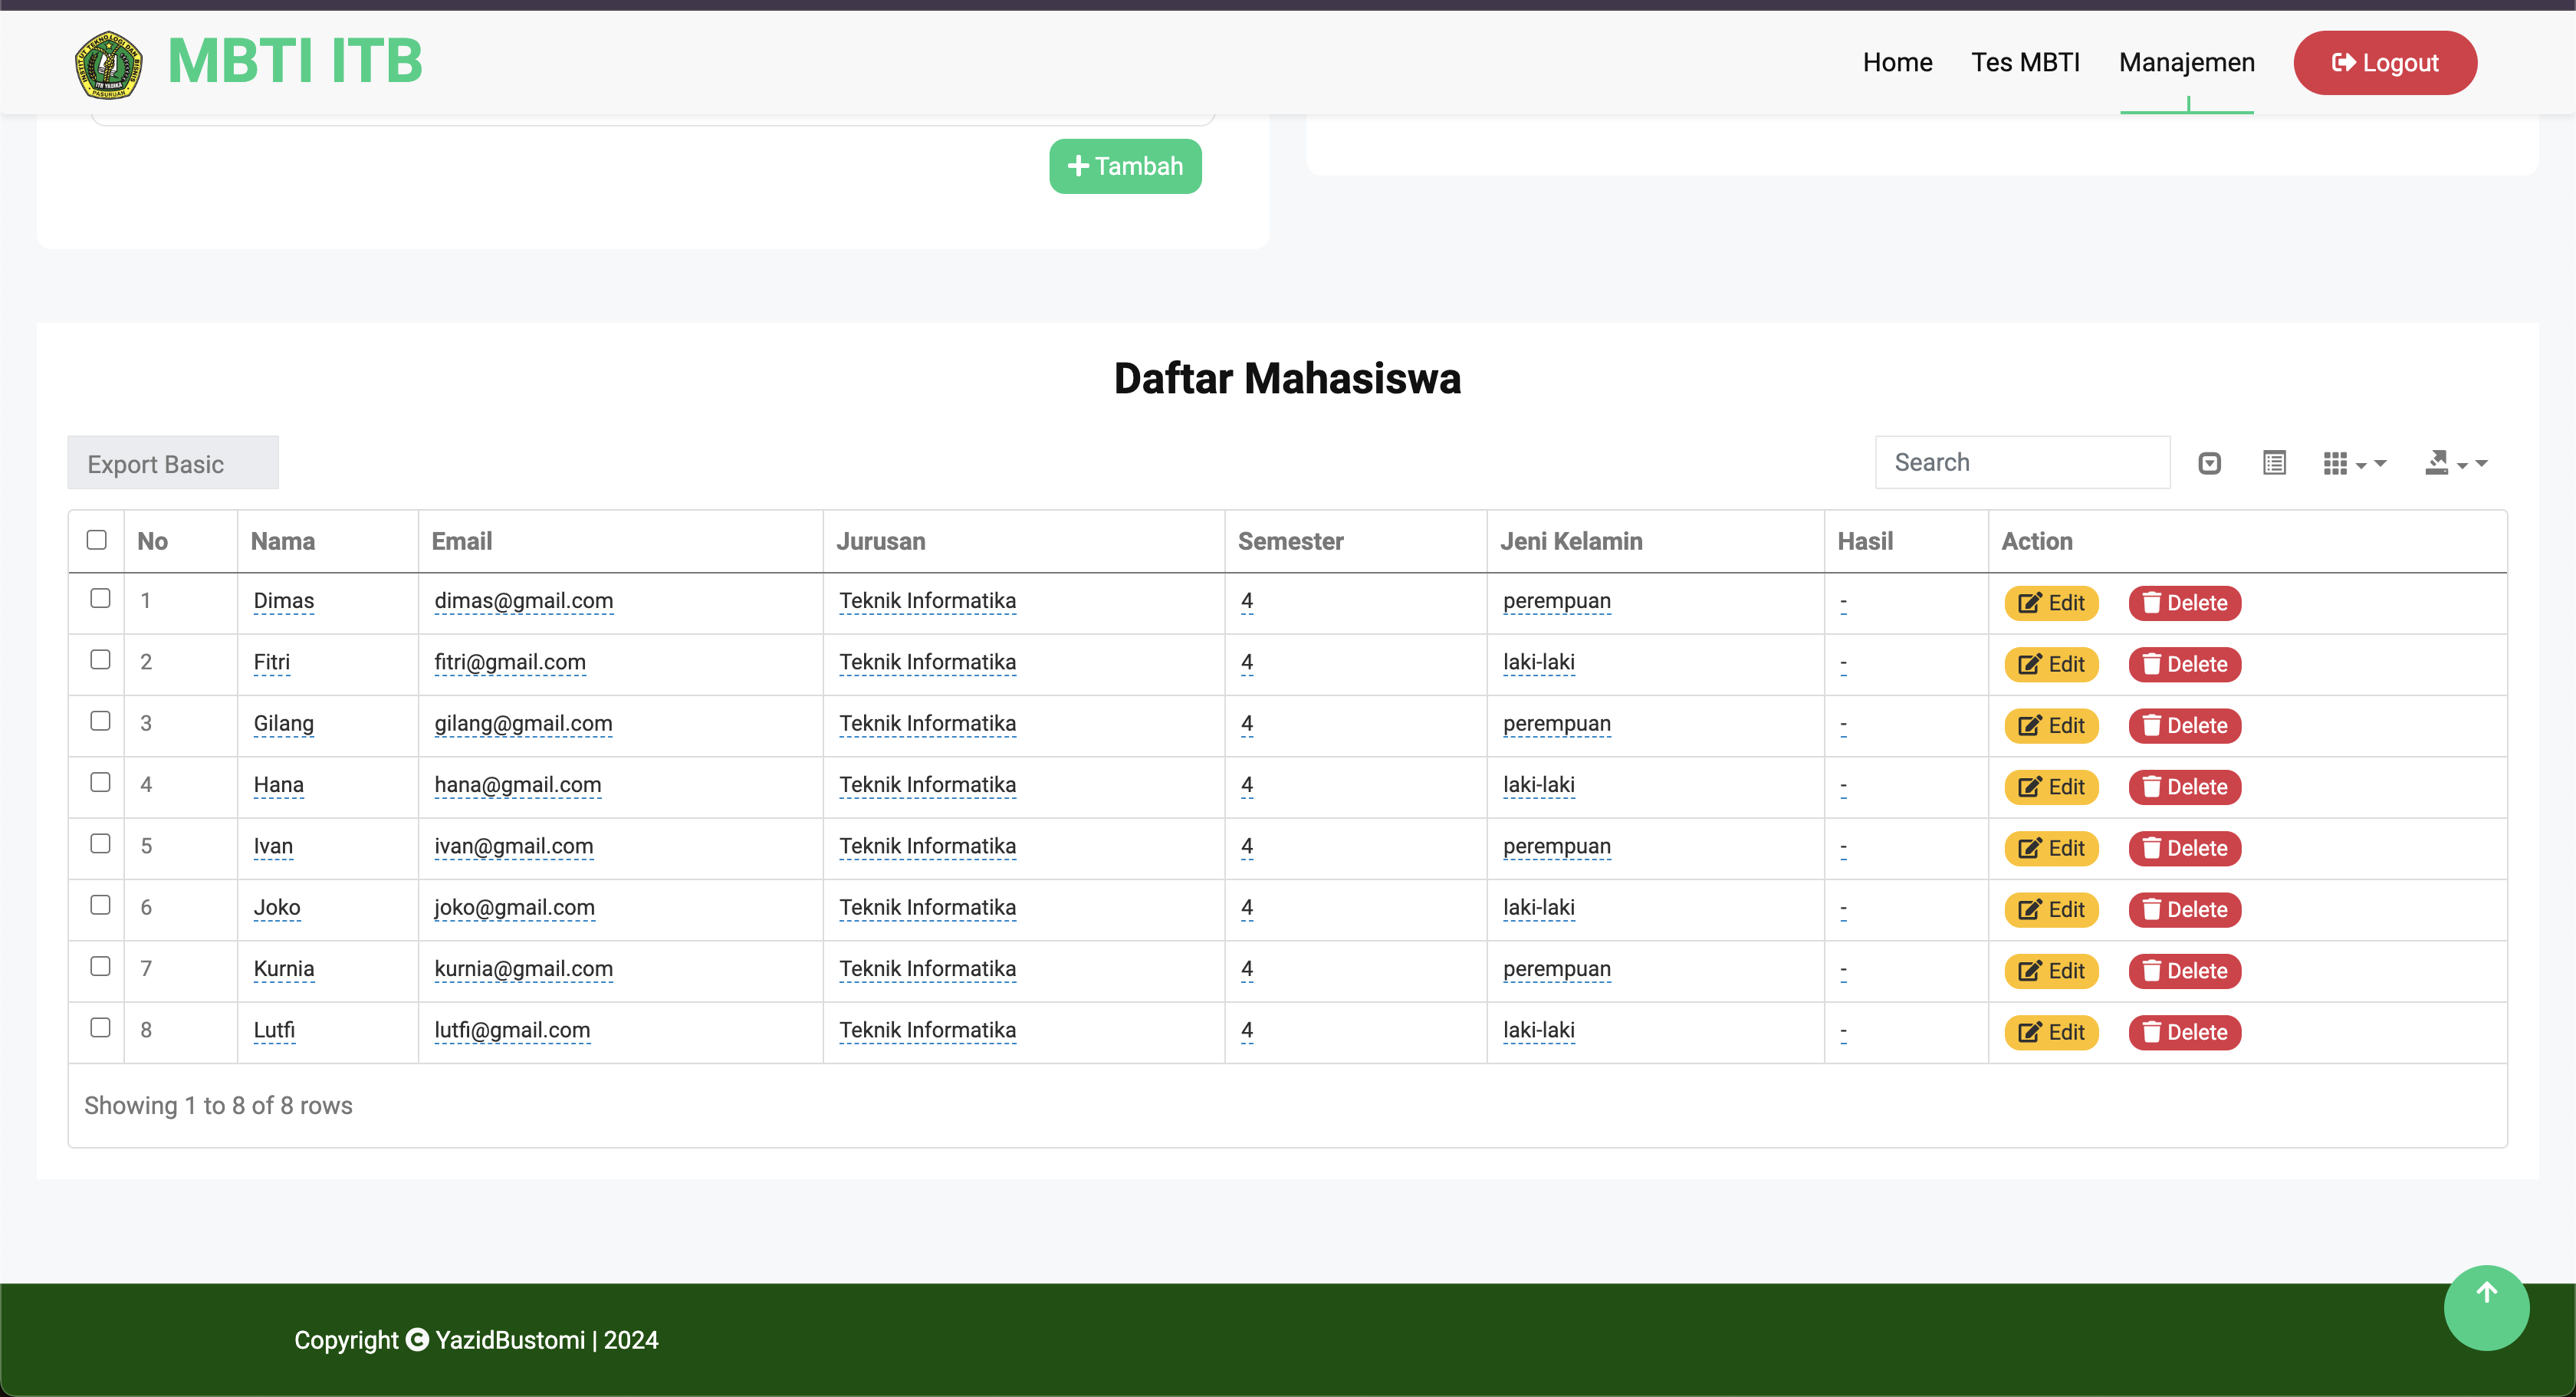 MBTI ITB
Home Tes MBTI Manajemen Logout
Tambah
Daftar Mahasiswa
Export Basic Search
No Nama Email Jurusan Semester Jeni Kelamin Hasil Action
1 Dimas dimas@gmail.com Teknik Informatika 4 perempuan - Edit Delete
2 Fitri fitri@gmail.com Teknik Informatika 4 laki-laki - Edit Delete
3 Gilang gilang@gmail.com Teknik Informatika 4 perempuan - Edit Delete
4 Hana hana@gmail.com Teknik Informatika 4 laki-laki - Edit Delete
5 Ivan ivan@gmail.com Teknik Informatika 4 perempuan - Edit Delete
6 Joko joko@gmail.com Teknik Informatika 4 laki-laki - Edit Delete
7 Kurnia kurnia@gmail.com Teknik Informatika 4 perempuan - Edit Delete
8 Lutfi lutfi@gmail.com Teknik Informatika 4 laki-laki - Edit Delete
Showing 1 to 8 of 8 rows
Copyright © YazidBustomi | 2024